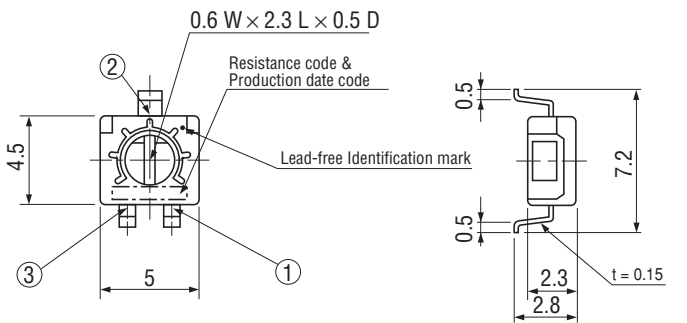 0.6 W × 2.3 L × 0.5 D
②
Resistance code &
Production date code
4.5
Lead-free Identification mark
③
①
5
0.5
7.2
0.5
t = 0.15
2.3
2.8